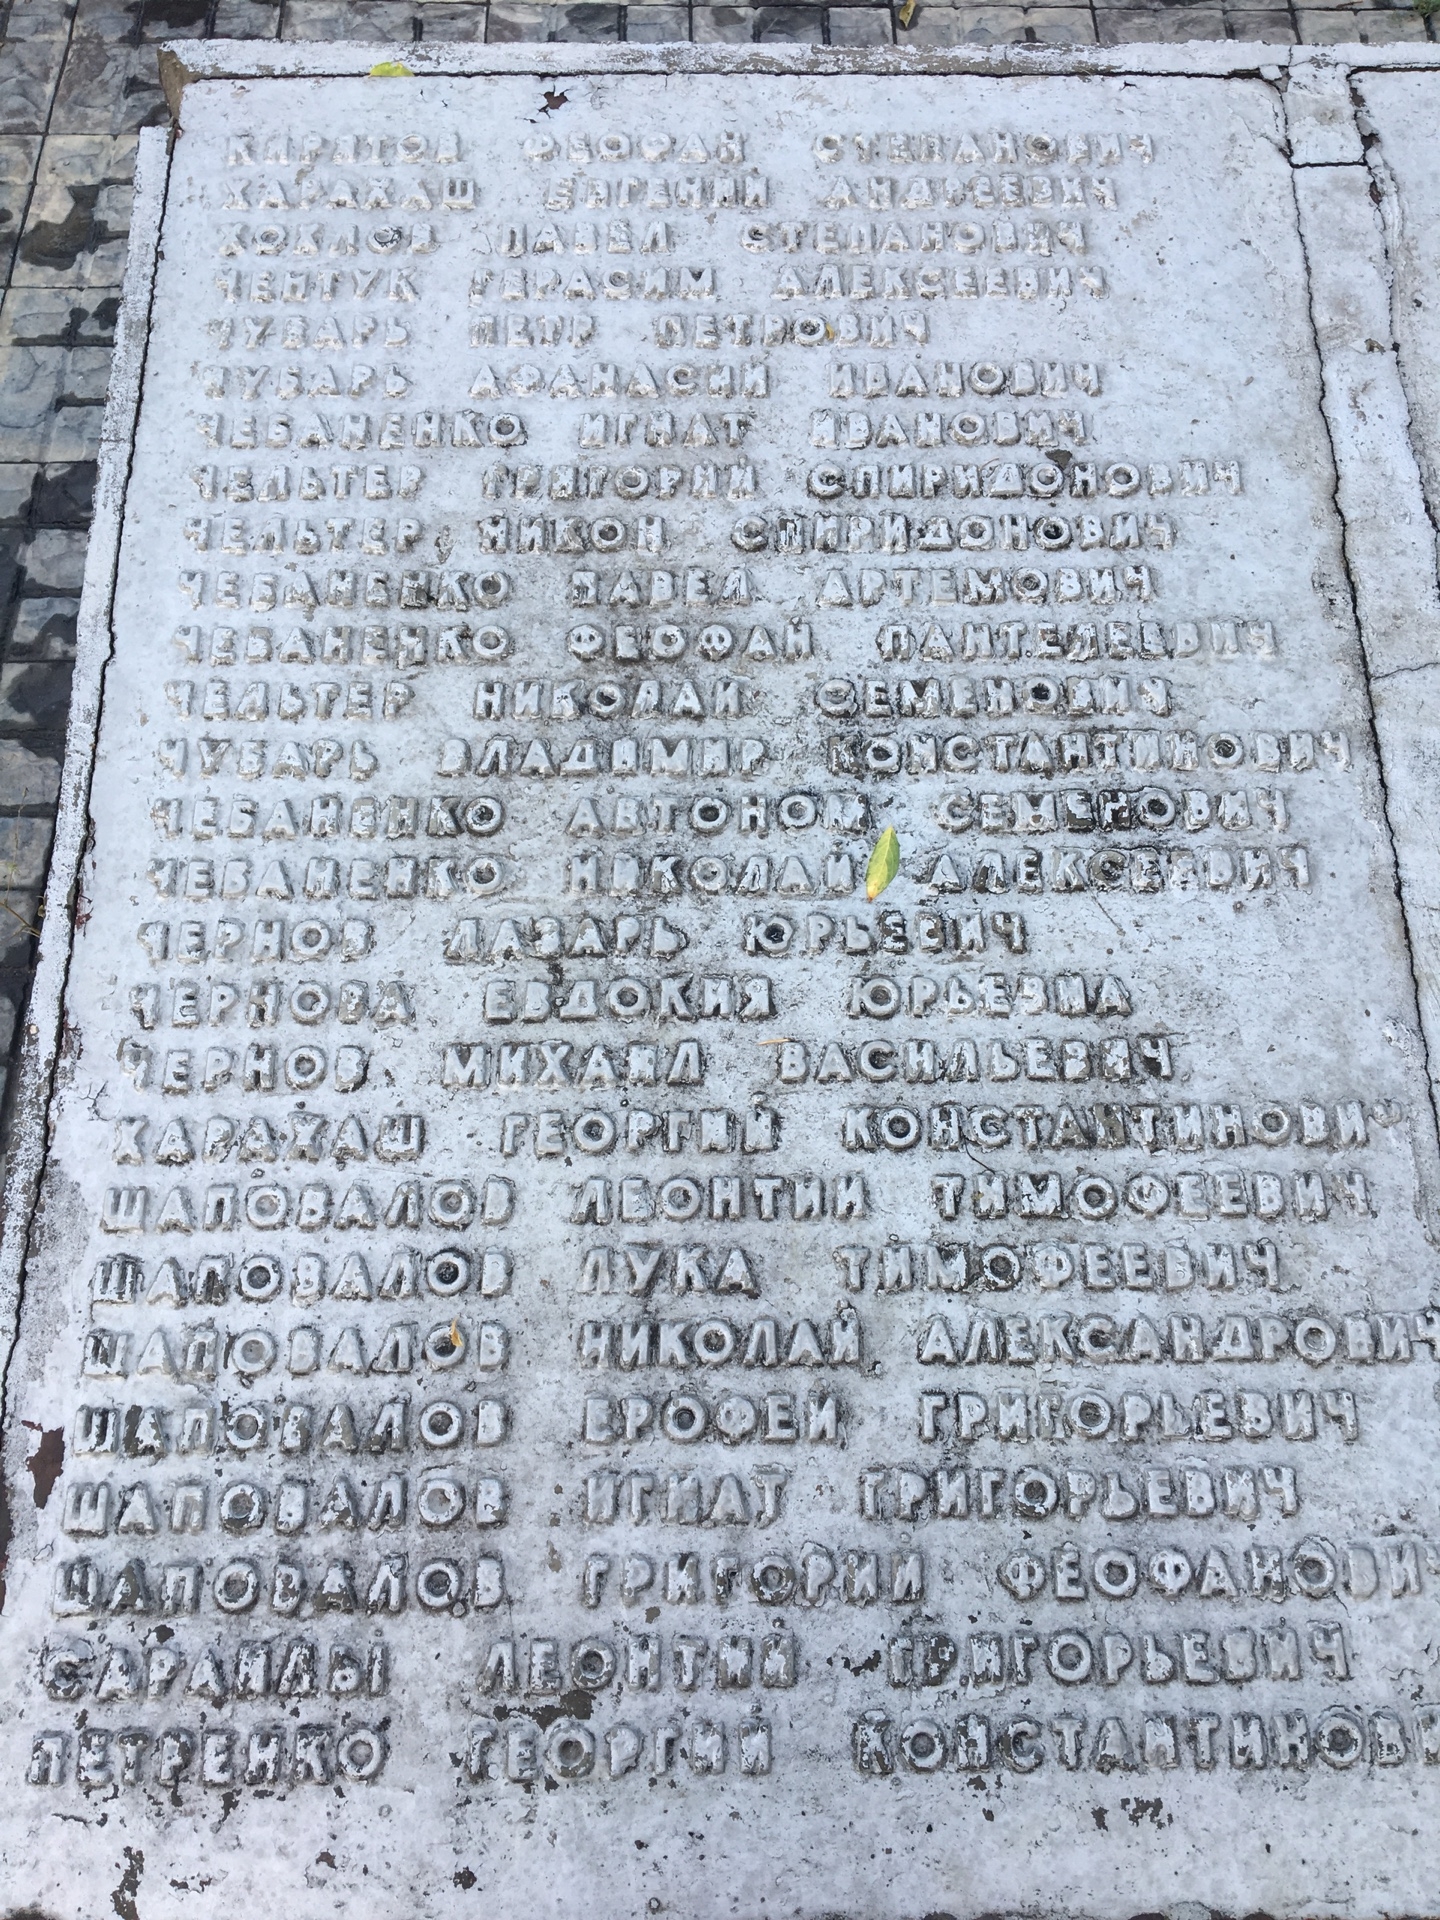 КИРЯТОВ ФЕОФАН СТЕПАНОВИЧ
ХАРАХАШ ЕВГЕНИЙ АНДРЕЕВИЧ
ХОХЛОВ ПАВЕЛ СТЕПАНОВИЧ
ЧЕНТУК ГЕРАСИМ АЛЕКСЕЕВИЧ
ЧУБАРЬ ПЕТР ПЕТРОВИЧ
ЧУБАРЬ АФАНАСИЙ ИВАНОВИЧ
ЧЕБАНЕНКО ИГНАТ ИВАНОВИЧ
ЧЕЛЬТЕР ГРИГОРИЙ СПИРИДОНОВИЧ
ЧЕЛЬТЕР НИКОН СПИРИДОНОВИЧ
ЧЕБАНЕНКО ПАВЕЛ АРТЕМОВИЧ
ЧЕБАНЕНКО ФЕОФАН ПАНТЕЛЕЕВИЧ
ЧЕЛЬТЕР НИКОЛАЙ СЕМЕНОВИЧ
ЧУБАРЬ ВЛАДИМИР КОНСТАНТИНОВИЧ
ЧЕБАНЕНКО АВТОНОМ СЕМЕНОВИЧ
ЧЕБАНЕНКО НИКОЛАЙ АЛЕКСЕЕВИЧ
ЧЕРНОВ ЛАЗАРЬ ЮРЬЕВИЧ
ЧЕРНОВА ЕВДОКИЯ ЮРЬЕВНА
ЧЕРНОВ МИХАИЛ ВАСИЛЬЕВИЧ
ХАРАХАШ ГЕОРГИЙ КОНСТАНТИНОВИЧ
ШАПОВАЛОВ ЛЕОНТИЙ ТИМОФЕЕВИЧ
ШАПОВАЛОВ ЛУКА ТИМОФЕЕВИЧ
ШАПОВАЛОВ НИКОЛАЙ АЛЕКСАНДРОВИЧ
ШАПОВАЛОВ ЕРОФЕЙ ГРИГОРЬЕВИЧ
ШАПОВАЛОВ ИГНАТ ГРИГОРЬЕВИЧ
ШАПОВАЛОВ ГРИГОРИЙ ФЕОФАНОВИЧ
САРАИЛЫ ЛЕОНТИЙ ГРИГОРЬЕВИЧ
ПЕТРЕНКО ГЕОРГИЙ КОНСТАНТИНОВИ